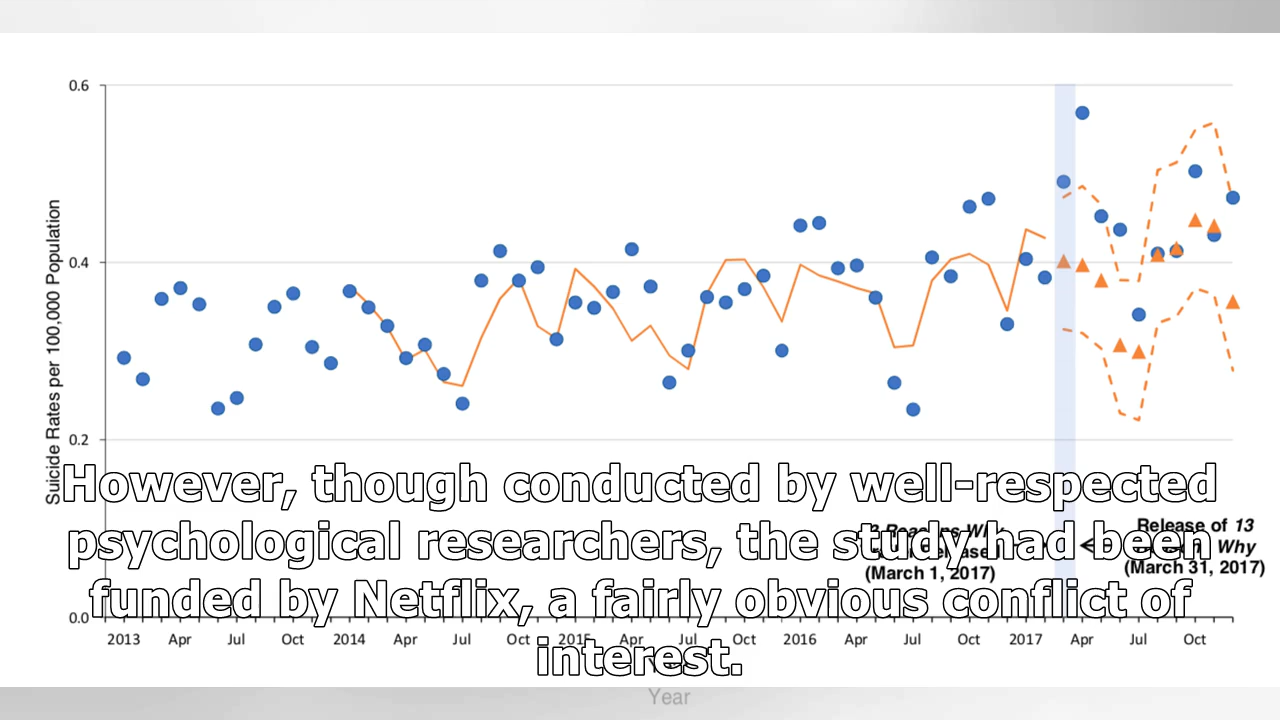 0.6
0.4
0.2
0.0
Suicide Rates per 100,000 Population
However, though conducted by well-respected
psychological researchers, the study had been
funded by Netflix, a fairly obvious conflict of
interest.
(March 1, 2017)
Release of 13
Why
(March 31, 2017)
2013 Apr Jul Oct 2014 Apr Jul Oct 2015 Apr Jul Oct 2016 Apr Jul Oct 2017 Apr Jul Oct
Year